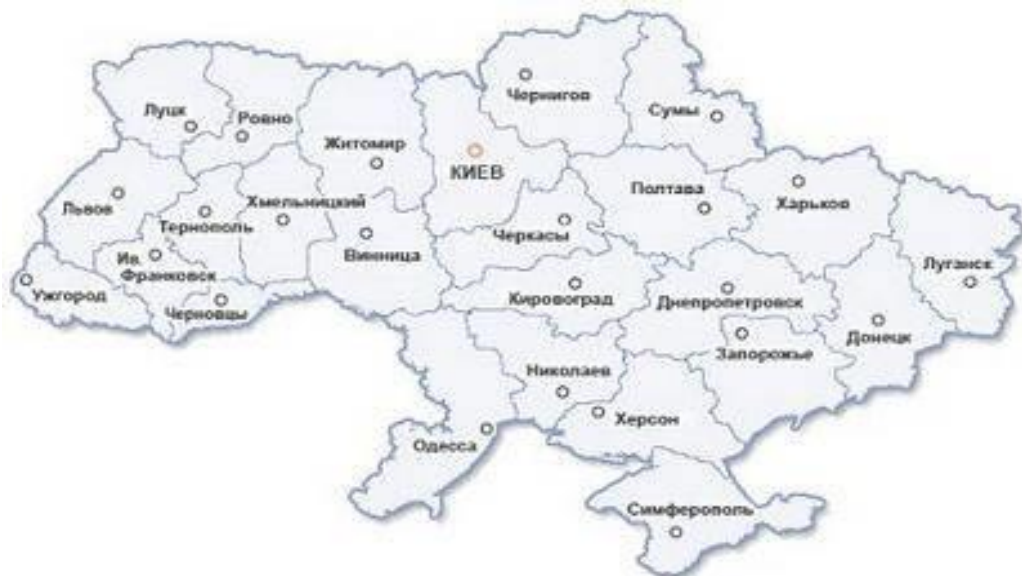 Чернигов
Сумы
Луцк
Ровно
Житомир
КИЕВ
Полтава
Харьков
Львов
Хмельницкий
Тернополь
Черкасы
Винница
Ив.
Франковск
Луганск
Ужгород
Черновцы
Кировоград
Днепропетровск
Донецк
Запорожье
Николаев
Херсон
Одесса
Симферополь